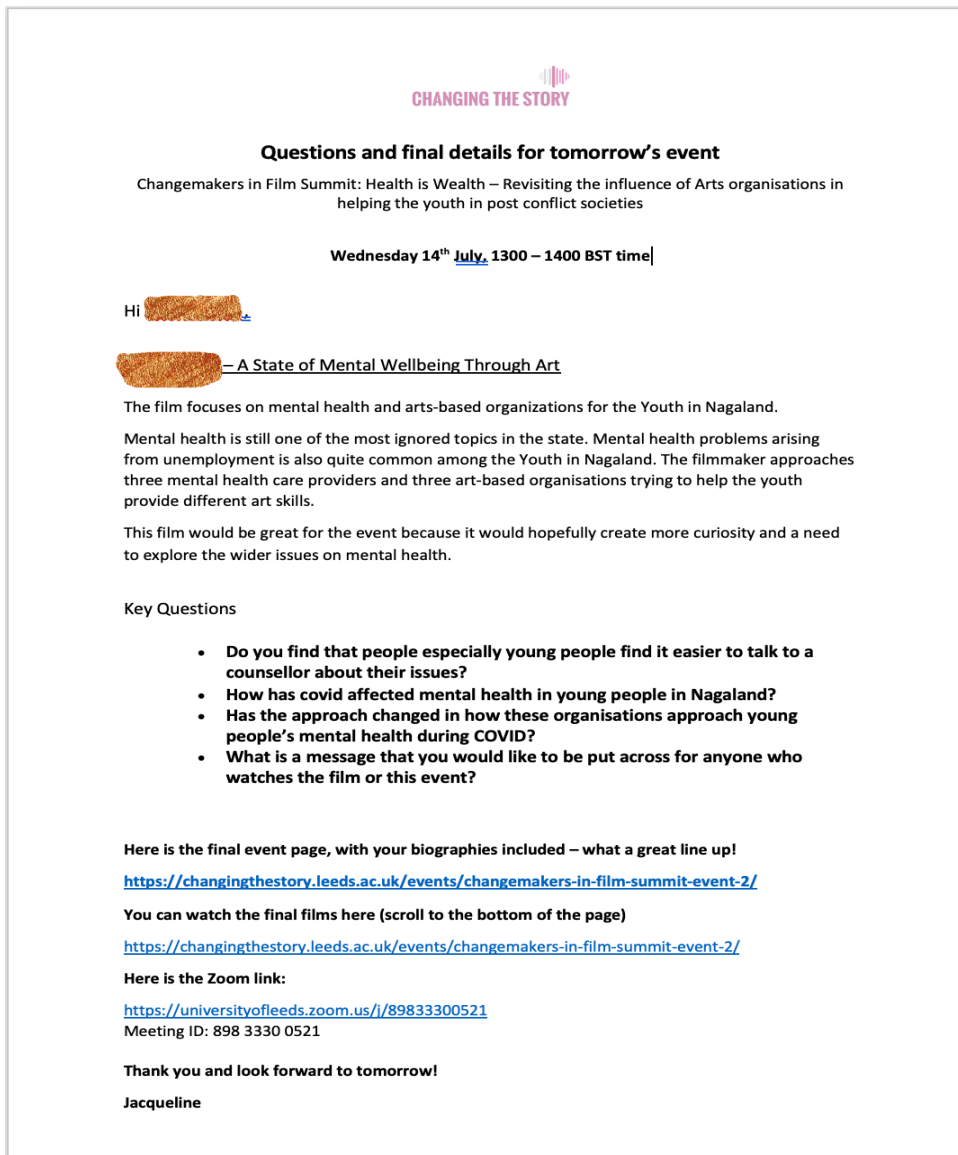 CHANGING THE STORY
Questions and final details for tomorrow's event
Changemakers in Film Summit: Health is Wealth – Revisiting the influence of Arts organisations in
helping the youth in post conflict societies
Wednesday 14th July, 1300 – 1400 BST time
Hi ,
– A State of Mental Wellbeing Through Art
The film focuses on mental health and arts-based organizations for the Youth in Nagaland.
Mental health is still one of the most ignored topics in the state. Mental health problems arising
from unemployment is also quite common among the Youth in Nagaland. The filmmaker approaches
three mental health care providers and three art-based organisations trying to help the youth
provide different art skills.
This film would be great for the event because it would hopefully create more curiosity and a need
to explore the wider issues on mental health.
Key Questions
• Do you find that people especially young people find it easier to talk to a
counsellor about their issues?
• How has covid affected mental health in young people in Nagaland?
• Has the approach changed in how these organisations approach young
people's mental health during COVID?
• What is a message that you would like to be put across for anyone who
watches the film or this event?
Here is the final event page, with your biographies included – what a great line up!
https://changingthestory.leeds.ac.uk/events/changemakers-in-film-summit-event-2/
You can watch the final films here (scroll to the bottom of the page)
https://changingthestory.leeds.ac.uk/events/changemakers-in-film-summit-event-2/
Here is the Zoom link:
https://universityofleeds.zoom.us/j/89833300521
Meeting ID: 898 3330 0521
Thank you and look forward to tomorrow!
Jacqueline